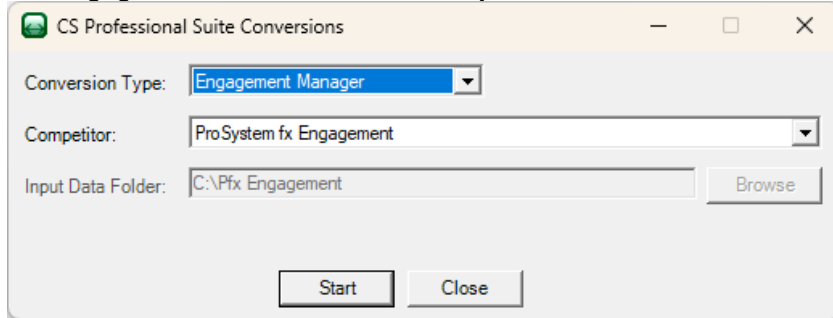 CS Professional Suite Conversions
Conversion Type: Engagement Manager
Competitor: ProSystem fx Engagement
Input Data Folder: C:\Pfx Engagement Browse
Start Close